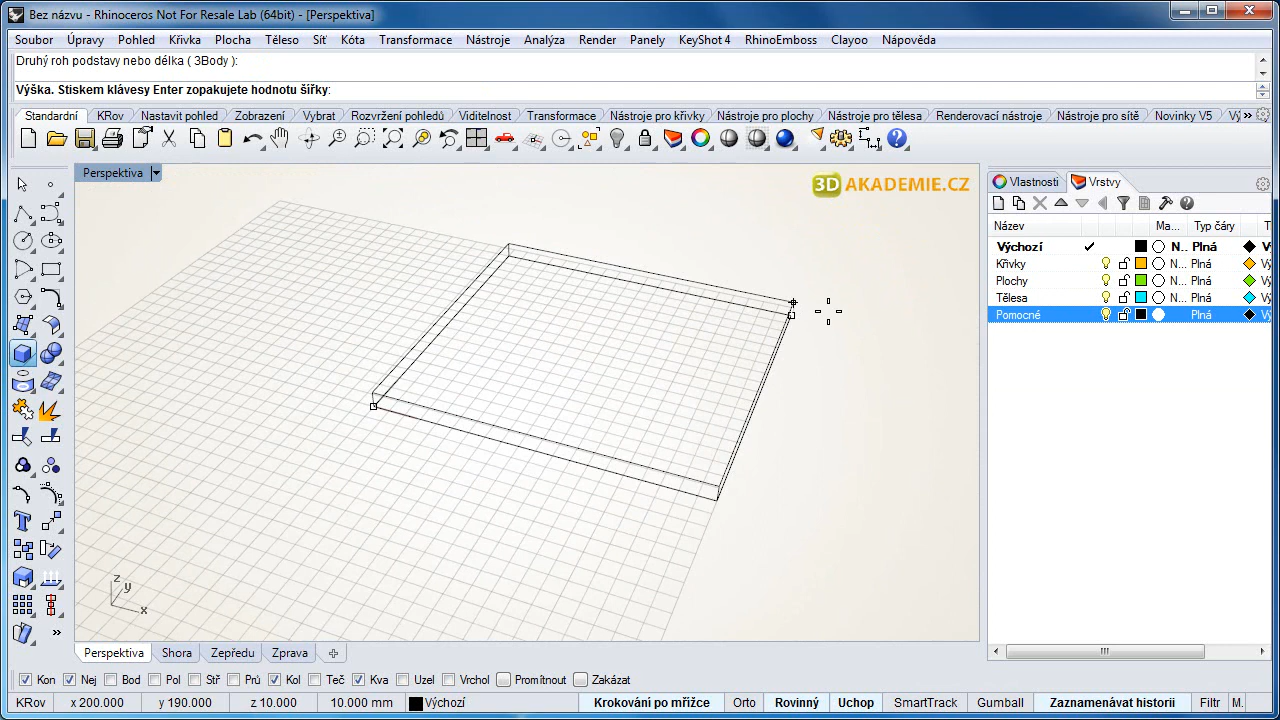 Bez názvu - Rhinoceros Not For Resale Lab (64bit) - [Perspektiva]
Soubor Úpravy Pohled Křivka Plocha Těleso Síť Kóta Transformace Nástroje Analýza Render Panely KeyShot 4 RhinoEmboss Clayoo Nápověda
Druhý roh podstavy nebo délka ( 3Body ):
Výška. Stiskem klávesy Enter zopakujete hodnotu šířky:
Standardní KRov Nastavit pohled Zobrazení Vybrat Rozvržení pohledů Viditelnost Transformace Nástroje pro křivky Nástroje pro plochy Nástroje pro tělesa Renderovací nástroje Nástroje pro sítě Novinky V5 Vý »
Perspektiva
3D AKADEMIE.CZ
Vlastnosti Vrstvy
Název Ma... Typ čáry T
Výchozí N... Plná Vý
Křivky N... Plná Vý
Plochy N... Plná Vý
Tělesa N... Plná Vý
Pomocné Plná Vý
z
y
x
Perspektiva Shora Zepředu Zprava
Kon Nej Bod Pol Stř Prů Kol Teč Kva Uzel Vrchol Promítnout Zakázat
KRov x 200.000 y 190.000 z 10.000 10.000 mm Výchozí Krokování po mřížce Orto Rovinný Uchop SmartTrack Gumball Zaznamenávat historii Filtr M.